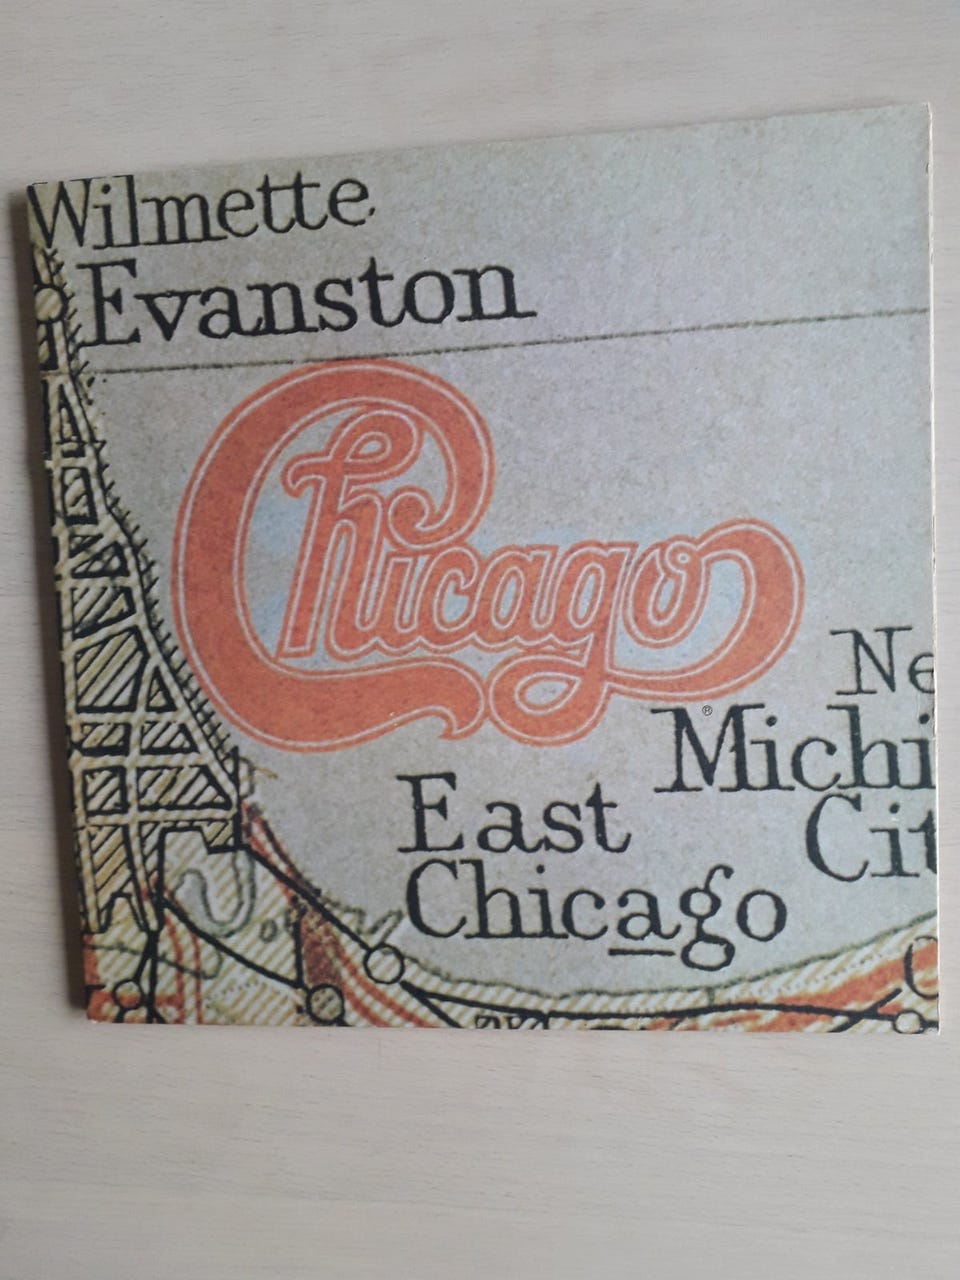 Wilmette
Evanston
Chicago
Ne
®
Michi
East
Cit
Chicago